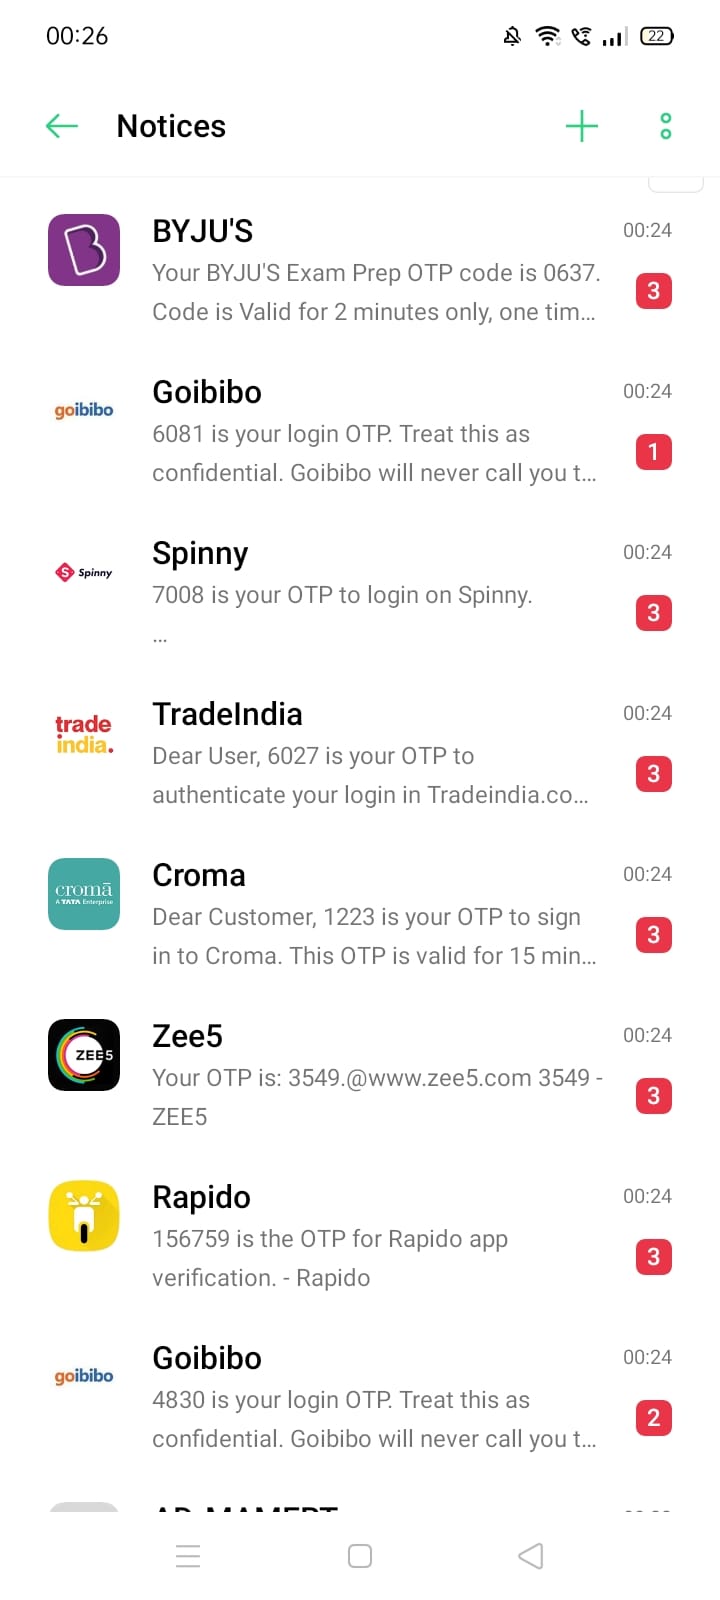 00:26
22
Notices
BYJU'S
00:24
Your BYJU'S Exam Prep OTP code is 0637.
Code is Valid for 2 minutes only, one tim...
3
goibibo
Goibibo
00:24
6081 is your login OTP. Treat this as
confidential. Goibibo will never call you t...
1
S Spinny
Spinny
00:24
7008 is your OTP to login on Spinny.
...
3
trade
india.
TradeIndia
00:24
Dear User, 6027 is your OTP to
authenticate your login in Tradeindia.co...
3
cromā
A TATA Enterprise
Croma
00:24
Dear Customer, 1223 is your OTP to sign
in to Croma. This OTP is valid for 15 min...
3
ZEE5
Zee5
00:24
Your OTP is: 3549.@www.zee5.com 3549 -
ZEE5
3
Rapido
00:24
156759 is the OTP for Rapido app
verification. - Rapido
3
goibibo
Goibibo
00:24
4830 is your login OTP. Treat this as
confidential. Goibibo will never call you t...
2